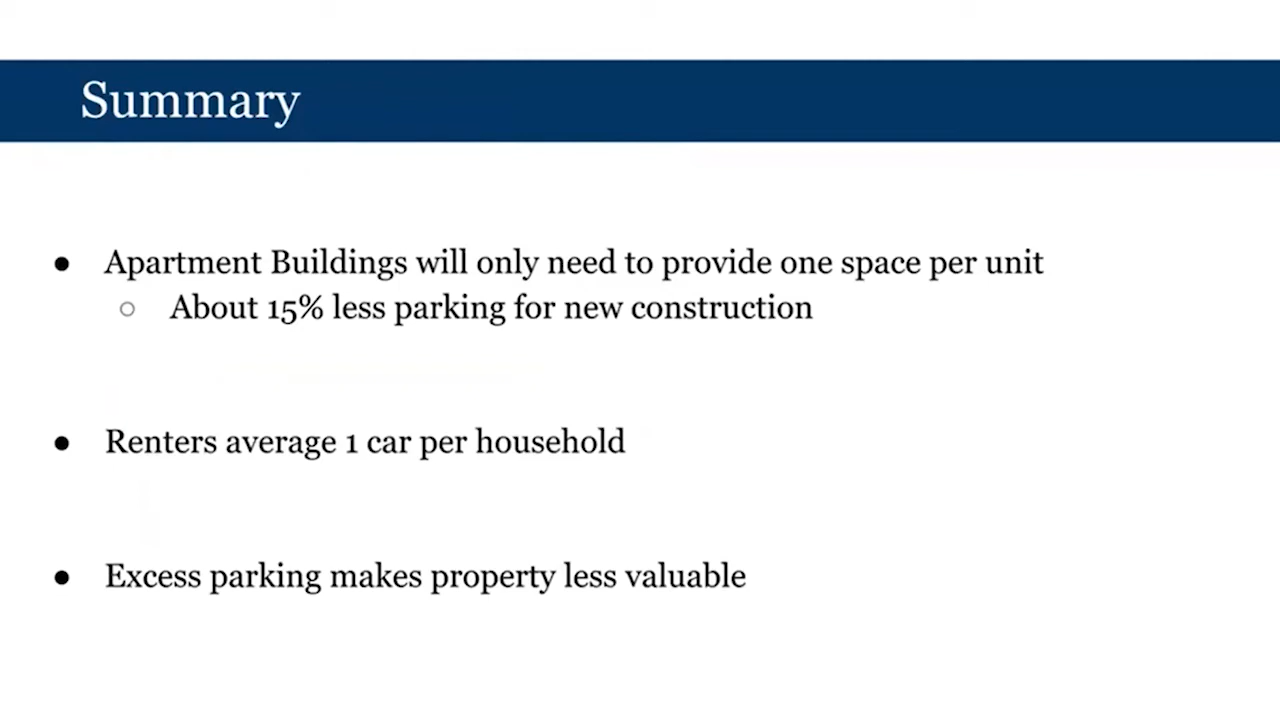 Summary
● Apartment Buildings will only need to provide one space per unit
○ About 15% less parking for new construction
● Renters average 1 car per household
● Excess parking makes property less valuable